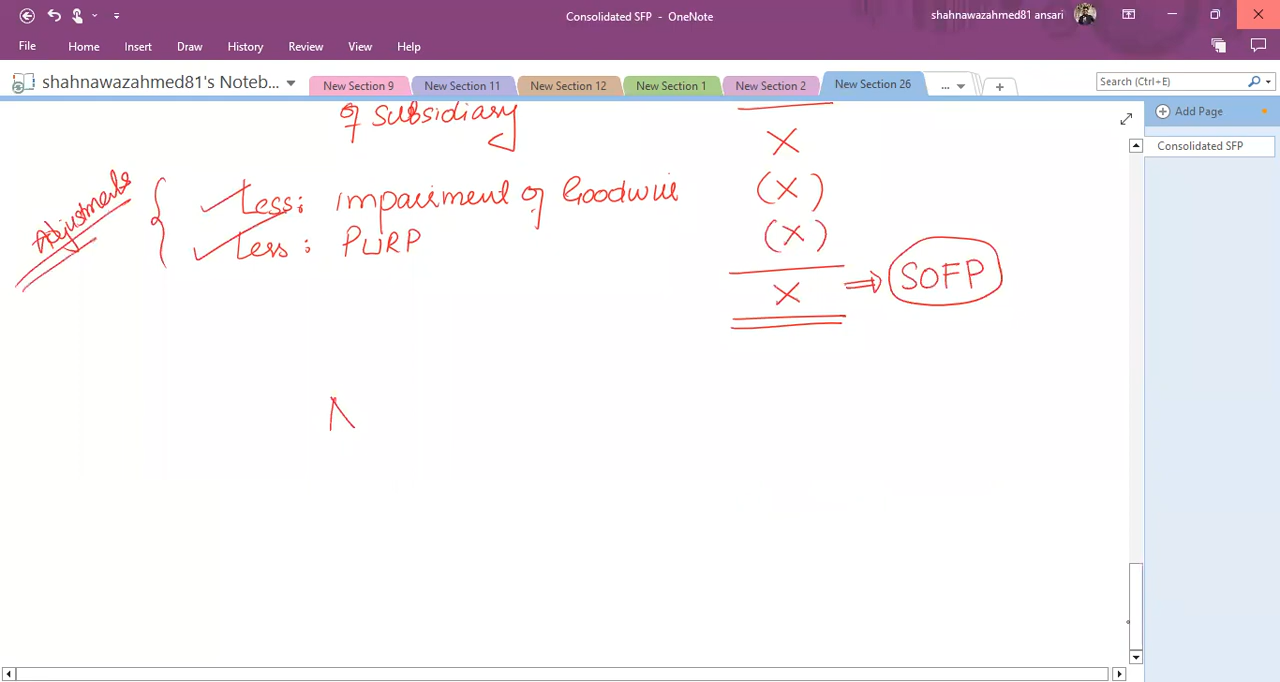 Consolidated SFP - OneNote
shahnawazahmed81 ansari
File Home Insert Draw History Review View Help
shahnawazahmed81's Noteb... New Section 9 New Section 11 New Section 12 New Section 1 New Section 2 New Section 26 ...
Search (Ctrl+E)
Add Page
Consolidated SFP
of subsidiary
X
Adjustments
Less: impairment of Goodwill (X)
Less: PURP (X)
X ⇒ SOFP